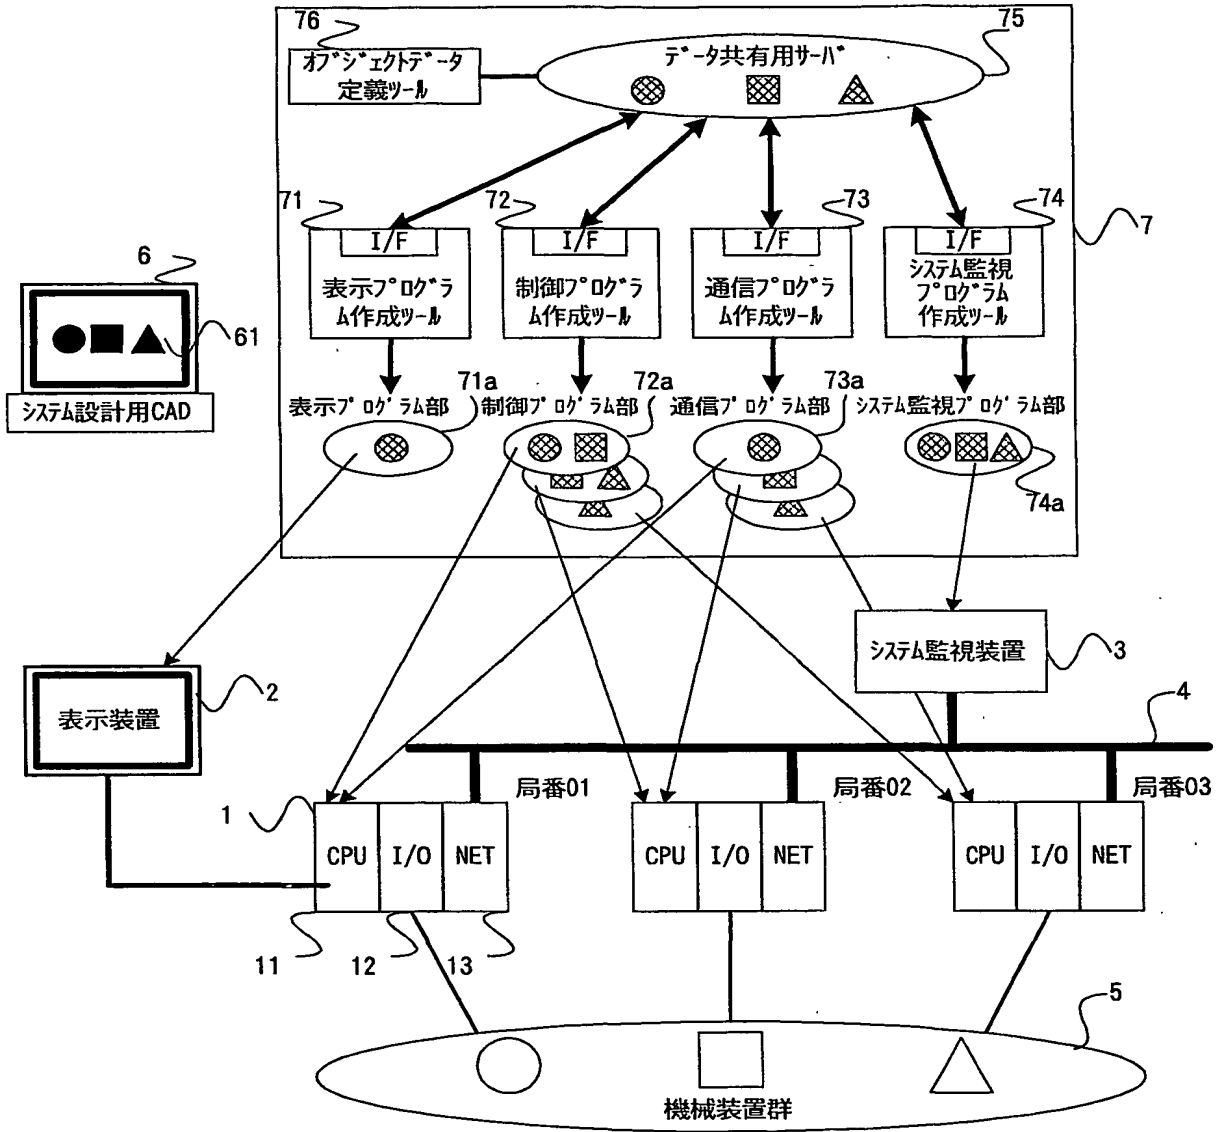 76
75
オブジェクトデータ
定義ツール
データ共有用サーバ
71
72
73
74
7
I/F
I/F
I/F
I/F
表示プログラ
ム作成ツール
制御プログラ
ム作成ツール
通信プログラ
ム作成ツール
システム監視
プログラム
作成ツール
6
61
システム設計用CAD
71a
72a
73a
表示プログラム部
制御プログラム部
通信プログラム部
システム監視プログラム部
74a
システム監視装置
3
2
表示装置
4
局番01
局番02
局番03
1
CPU
I/O
NET
CPU
I/O
NET
CPU
I/O
NET
11
12
13
5
機械装置群